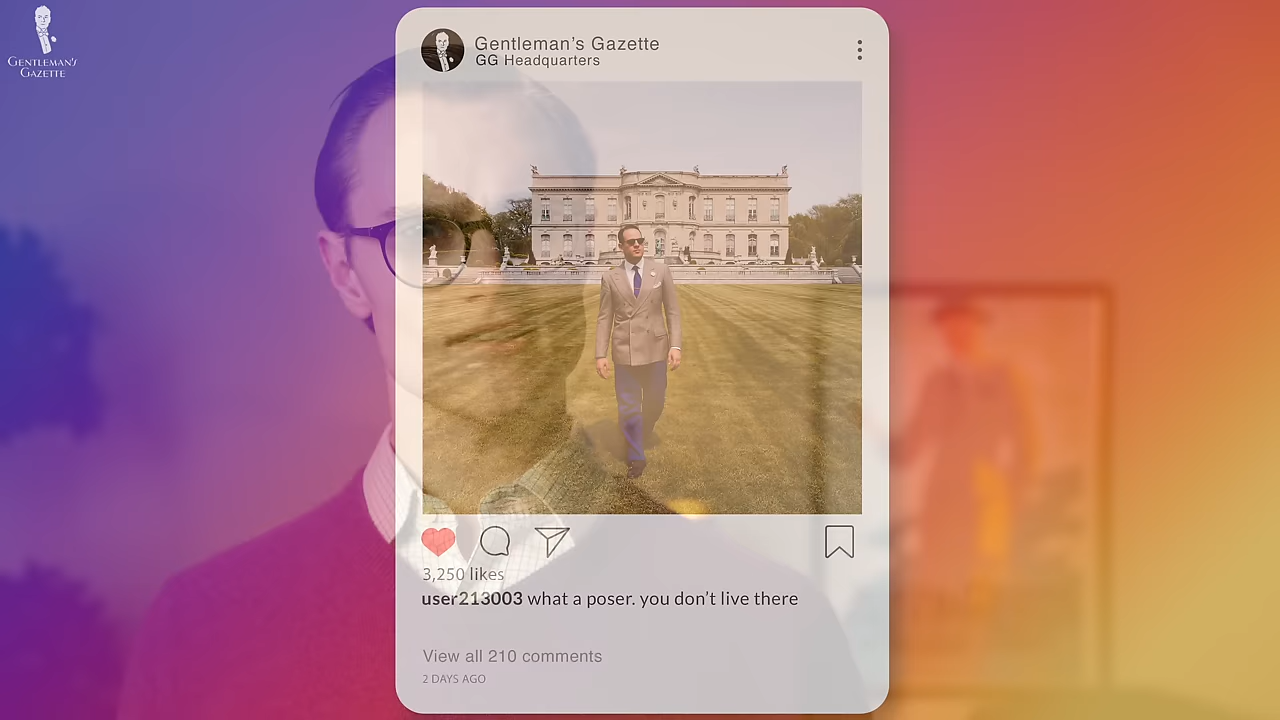 GENTLEMAN'S
GAZETTE
Gentleman's Gazette
GG Headquarters
3,250 likes
user213003 what a poser. you don't live there
View all 210 comments
2 DAYS AGO